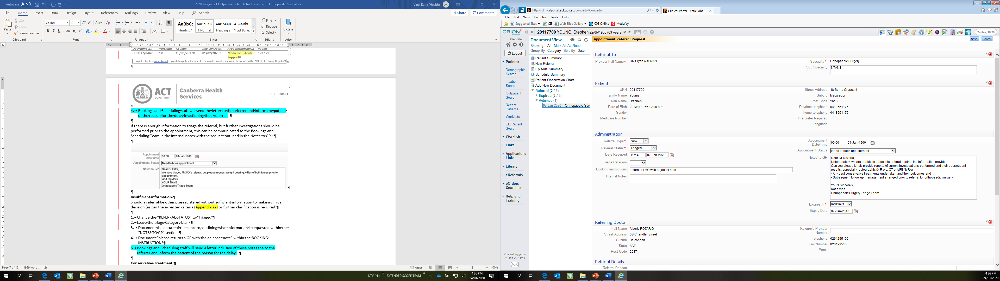 AutoSave Off
2020 Triaging of Outpatient Referrals for Consult with Orthopaedic Specialists
Vine, Katie (Health)
File Home Insert Draw Design Layout References Mailings Review View Help Search
Share Comments
Paste
Cut
Copy
Format Painter
Clipboard
Calibri 12
Font
Paragraph
AaBbCc Heading 1
AaBbCcD ¶ Normal
AaBbCcD Heading 2
AaBbC ¶ List Bullet
Styles
Find
Replace
Select
Editing
Dictate
Voice
CHHS17/044¤ 1¤ 16/03/2017¤ 01/02/2020¤ Medicine – Acute Support¤ 6·of·12¤
Do not refer to a paper based copy of this policy document. The most current version can be found on the ACT Health Policy Register¤
ACT Government
Canberra Health Services
CHHS17/044¤
4.→ Bookings and Scheduling staff will send the letter to the referrer and inform the patient
of the reason for the delay in actioning their referral. ¶
If there is enough information to triage the referral, but further investigations should be
performed prior to the appointment, this can be communicated to the Bookings and
Scheduling Team in the internal notes with the request outlined in the Notes to GP. ¶
Appointment Date/Time 00:00 01-Jan-1900
Appointment Status Need to book appointment
Notes to GP
Dear Dr XXXX,
We have triaged Mr XXX's referral, but please request weight bearing X-Ray of both knees prior to
appointment.
kind regidors
YOUR NAME
Orthopaedic Triage Team
Insufficient information ¶
Should a referral be otherwise registered without sufficient information to make a clinical
decision (as per the expected criteria (Appendix YY) or further clarification is required:¶
1.→Change the "REFERRAL STATUS" to "Triaged"¶
2.→Leave the triage Category blank¶
3.→ Document the nature of the concern, outlining what information is requested within the
"NOTES TO GP" section ¶
4.→ Document "please return to GP with the adjacent note" within the BOOKING
INSTRUCTIONS¶
5.→Bookings and Scheduling staff will send a letter inclusive of these notes the to the
referrer and inform the patient of the reason for the delay. ¶
Conservative Treatment ¶
Page 7 of 12 1969 words
Focus
100%
KTV (H:) EXTENDED SCOPE TEAM
4:36 PM
24/01/2020
http://clinicalportal.act.gov.au/concerto/Concerto.htm
Clinical Portal - Katie Vine
File Edit View Favorites Tools Help
Suggested Sites CIS Web Slice Gallery CIG Online MedWay
ORION HEALTH
20117700 YOUNG, Stephen 22/05/1956 (63 years) M
24-Jan, 16:36
Katie Vine
Logout
Patients
Demographic Search
Inpatient Search
Outpatient Search
Recent Patients
Worklists
ED Patient Search
Worklists
Links
Applications Links
Library
eReferrals
eOrders Searches
Help and Training
You last logged in
24-Jan-20 11:40
Document View
Showing All Mark All As Read
Group By Category Sort By Date
Patient Summary
New Referral
Episode Summary
Schedule Summary
Patient Observation Chart
Add New Document
Referral (2 / 3)
Expired (2 / 2)
Returned (1)
07-Jan-2020 Orthopaedic Surg
Appointment Referral Request
Save Cancel
Referral To
Provider Full Name* DR Bryan ASHMAN
Specialty* Orthopaedic Surgery
Sub Specialty NTANS
Patient
URN 20117700
Family Name Young
Given Name Stephen
Date of Birth 22-May-1956 12:00 a.m.
Gender
Medicare Number
Street Address 18 Berne Crescent
Suburb Macgregor
Post Code 2615
Daytime telephone 0418651175
Home telephone 0418651175
Interpreter Required
Language
Administration
Referral Type* New
Referral Status* Triaged
Date Received 12:14 07-Jan-2020
Triage Category
Booking Instructions return to LMO with adjacent note
Internal Notes
Appointment Date/Time 00:00 01-Jan-1900
Appointment Status Need to book appointment
Notes to GP
Dear Dr Rozario,
Unfortunately, we are unable to triage this referral against the information provided.
Can you please kindly provide reports of current investigations performed and their subsequent
results, especially radiographic (X Rays; CT or MRI / MRA)
- Any past conservative treatments undertaken and their outcomes and
- Subsequent follow up management arranged prior to referral for orthopaedic surgery
Yours sincerely,
Katie Vine
Orthopaedic Surgery Triage Team
Expires In* Indefinite
Expiry Date 07-Jan-2040
Referring Doctor
Full Name Alberic ROZARIO
Street Address 5B Chandler Street
Suburb Belconnen
State ACT
Post Code 2617
Referrer's Provider Number
Telephone 0261295100
Fax Number 0261295188
Email
Referral Details
Referral Reason
4:36 PM
24/01/2020